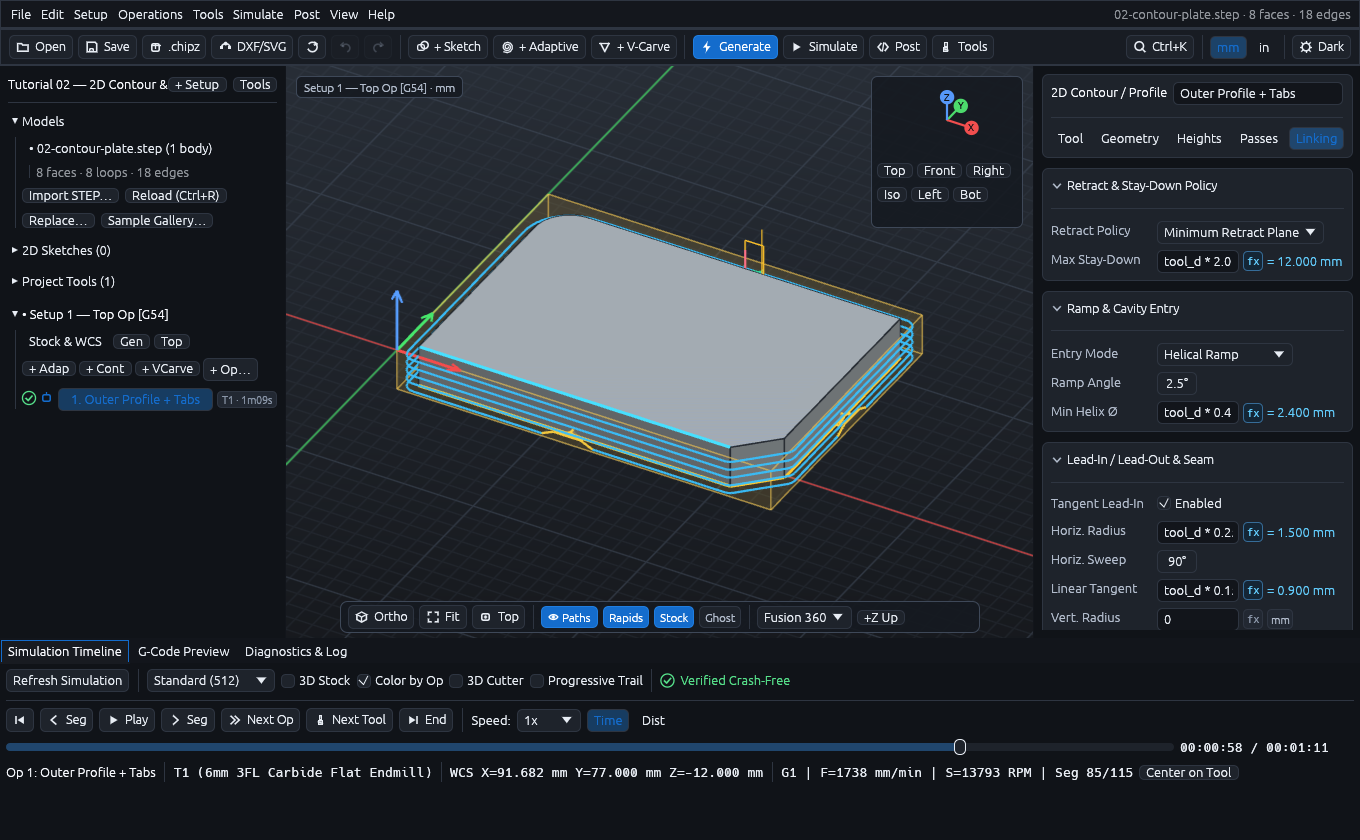 File Edit Setup Operations Tools Simulate Post View Help 02-contour-plate.step · 8 faces · 18 edges
Open Save .chipz DXF/SVG + Sketch + Adaptive + V-Carve Generate Simulate Post Tools Ctrl+K mm in Dark
Tutorial 02 — 2D Contour & + Setup Tools
Models
• 02-contour-plate.step (1 body)
8 faces · 8 loops · 18 edges
Import STEP… Reload (Ctrl+R)
Replace… Sample Gallery…
2D Sketches (0)
Project Tools (1)
• Setup 1 — Top Op [G54]
Stock & WCS Gen Top
+ Adap + Cont + VCarve + Op…
1. Outer Profile + Tabs T1 · 1m09s
Setup 1 — Top Op [G54] · mm
Z
Y
X
Top Front Right
Iso Left Bot
Ortho Fit Top Paths Rapids Stock Ghost Fusion 360 +Z Up
2D Contour / Profile Outer Profile + Tabs
Tool Geometry Heights Passes Linking
Retract & Stay-Down Policy
Retract Policy Minimum Retract Plane
Max Stay-Down tool_d * 2.0 fx = 12.000 mm
Ramp & Cavity Entry
Entry Mode Helical Ramp
Ramp Angle 2.5°
Min Helix Ø tool_d * 0.4 fx = 2.400 mm
Lead-In / Lead-Out & Seam
Tangent Lead-In Enabled
Horiz. Radius tool_d * 0.2. fx = 1.500 mm
Horiz. Sweep 90°
Linear Tangent tool_d * 0.1. fx = 0.900 mm
Vert. Radius 0 fx mm
Simulation Timeline G-Code Preview Diagnostics & Log
Refresh Simulation Standard (512) 3D Stock Color by Op 3D Cutter Progressive Trail Verified Crash-Free
Seg Play Seg Next Op Next Tool End Speed: 1x Time Dist
00:00:58 / 00:01:11
Op 1: Outer Profile + Tabs T1 (6mm 3FL Carbide Flat Endmill) WCS X=91.682 mm Y=77.000 mm Z=-12.000 mm G1 | F=1738 mm/min | S=13793 RPM | Seg 85/115 Center on Tool